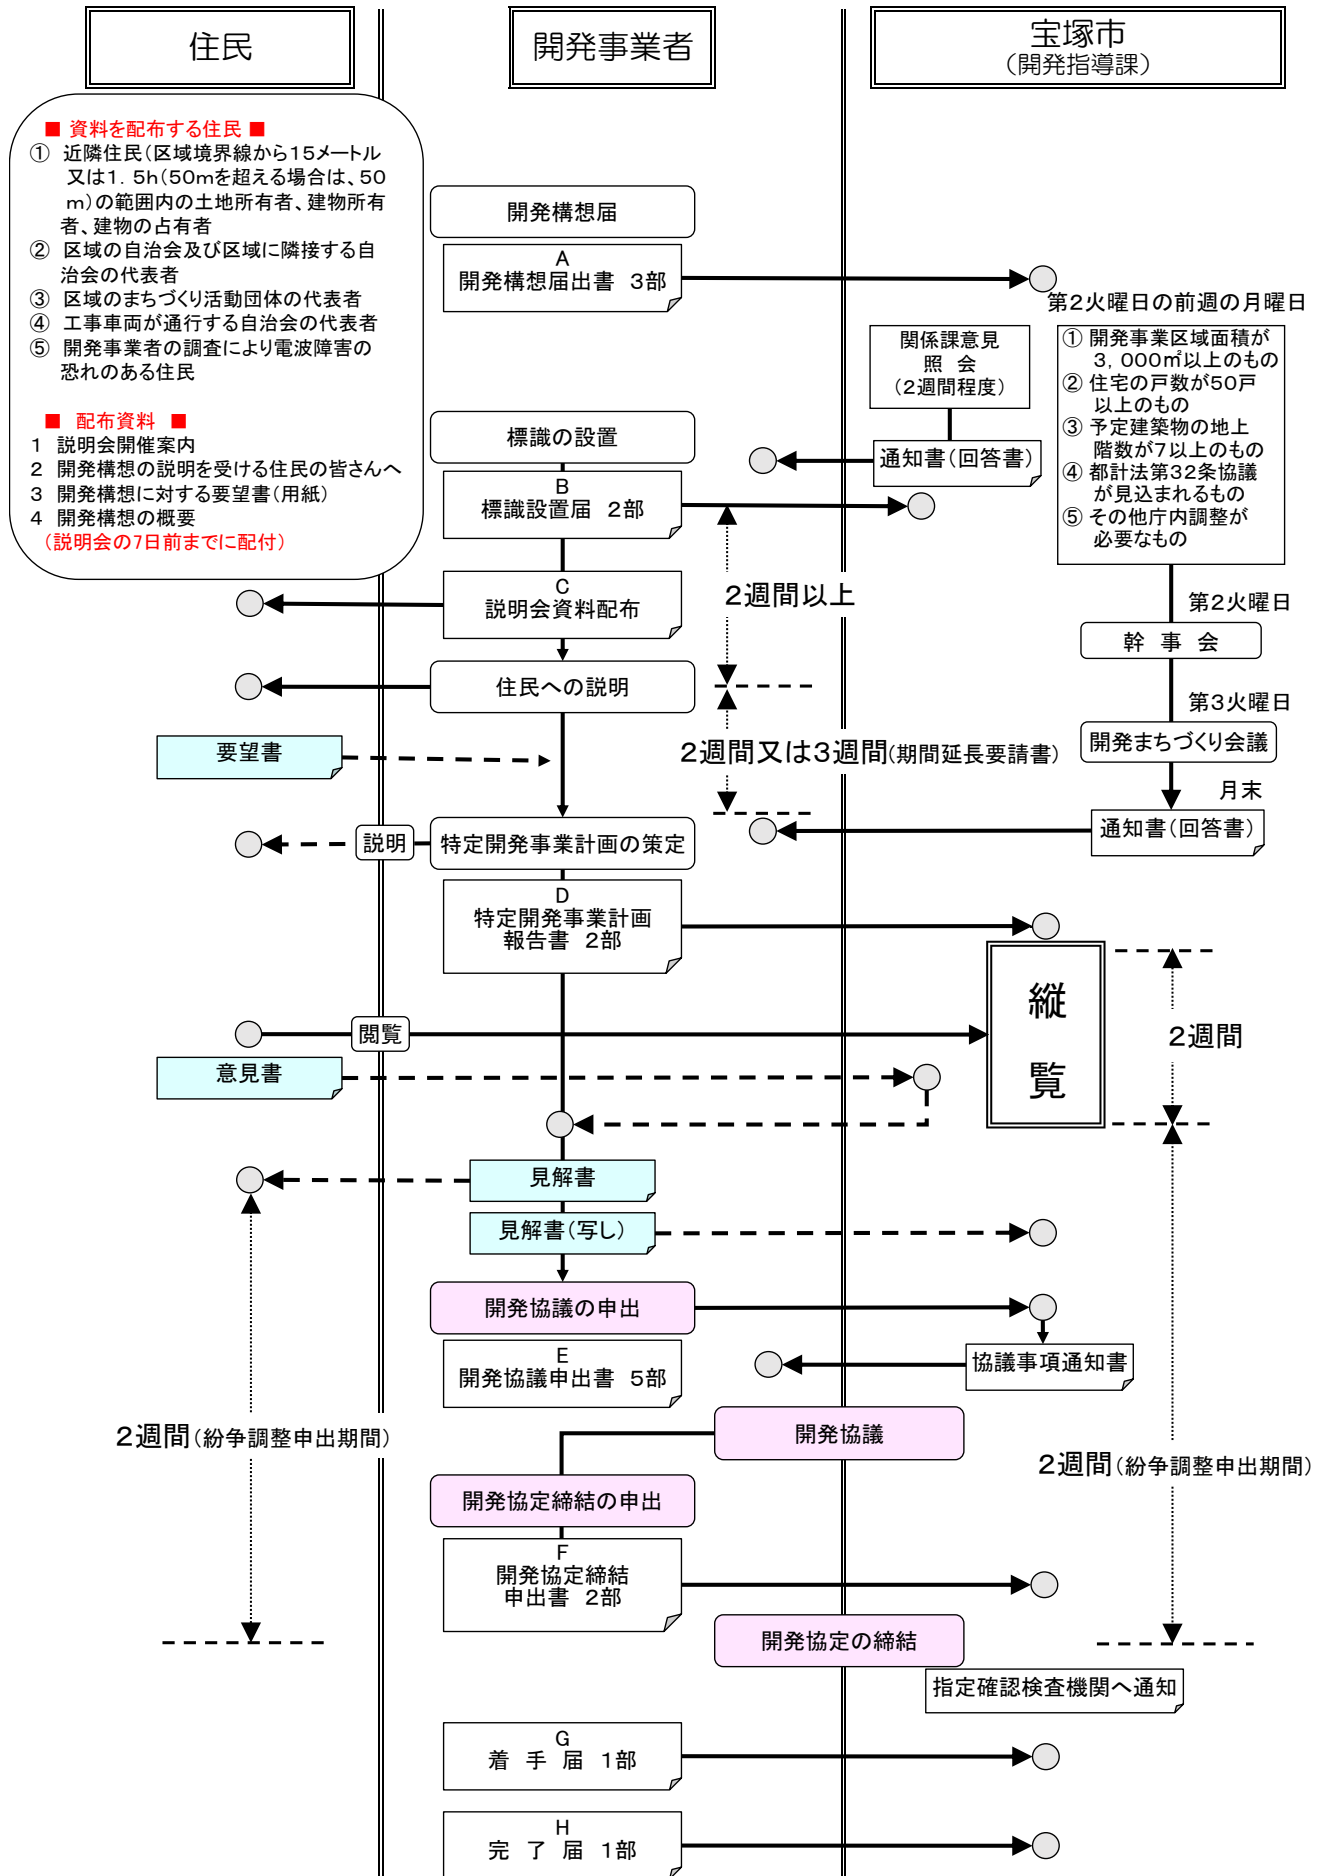 住民
開発事業者
宝塚市
(開発指導課)
■ 資料を配布する住民 ■
① 近隣住民(区域境界線から15メートル
又は1.5h(50mを超える場合は、50
m)の範囲内の土地所有者、建物所有
者、建物の占有者
② 区域の自治会及び区域に隣接する自
治会の代表者
③ 区域のまちづくり活動団体の代表者
④ 工事車両が通行する自治会の代表者
⑤ 開発事業者の調査により電波障害の
恐れのある住民
■ 配布資料 ■
1 説明会開催案内
2 開発構想の説明を受ける住民の皆さんへ
3 開発構想に対する要望書(用紙)
4 開発構想の概要
(説明会の7日前までに配付)
開発構想届
A
開発構想届出書 3部
第2火曜日の前週の月曜日
関係課意見
照 会
(2週間程度)
① 開発事業区域面積が
3,000㎡以上のもの
② 住宅の戸数が50戸
以上のもの
③ 予定建築物の地上
階数が7以上のもの
④ 都計法第32条協議
が見込まれるもの
⑤ その他庁内調整が
必要なもの
標識の設置
通知書(回答書)
B
標識設置届 2部
C
説明会資料配布
2週間以上
第2火曜日
幹 事 会
住民への説明
第3火曜日
要望書
2週間又は3週間(期間延長要請書)
開発まちづくり会議
月末
説明
特定開発事業計画の策定
通知書(回答書)
D
特定開発事業計画
報告書 2部
縦
覧
閲覧
2週間
意見書
見解書
見解書(写し)
開発協議の申出
E
開発協議申出書 5部
協議事項通知書
開発協議
2週間(紛争調整申出期間)
2週間(紛争調整申出期間)
開発協定締結の申出
F
開発協定締結
申出書 2部
開発協定の締結
指定確認検査機関へ通知
G
着 手 届 1部
H
完 了 届 1部